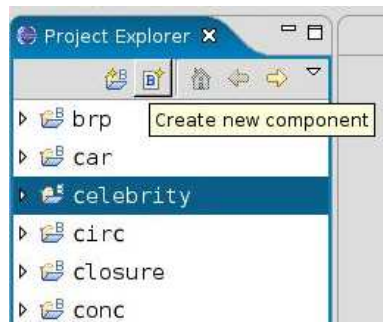 Project Explorer
Create new component
brp
car
celebrity
circ
closure
conc